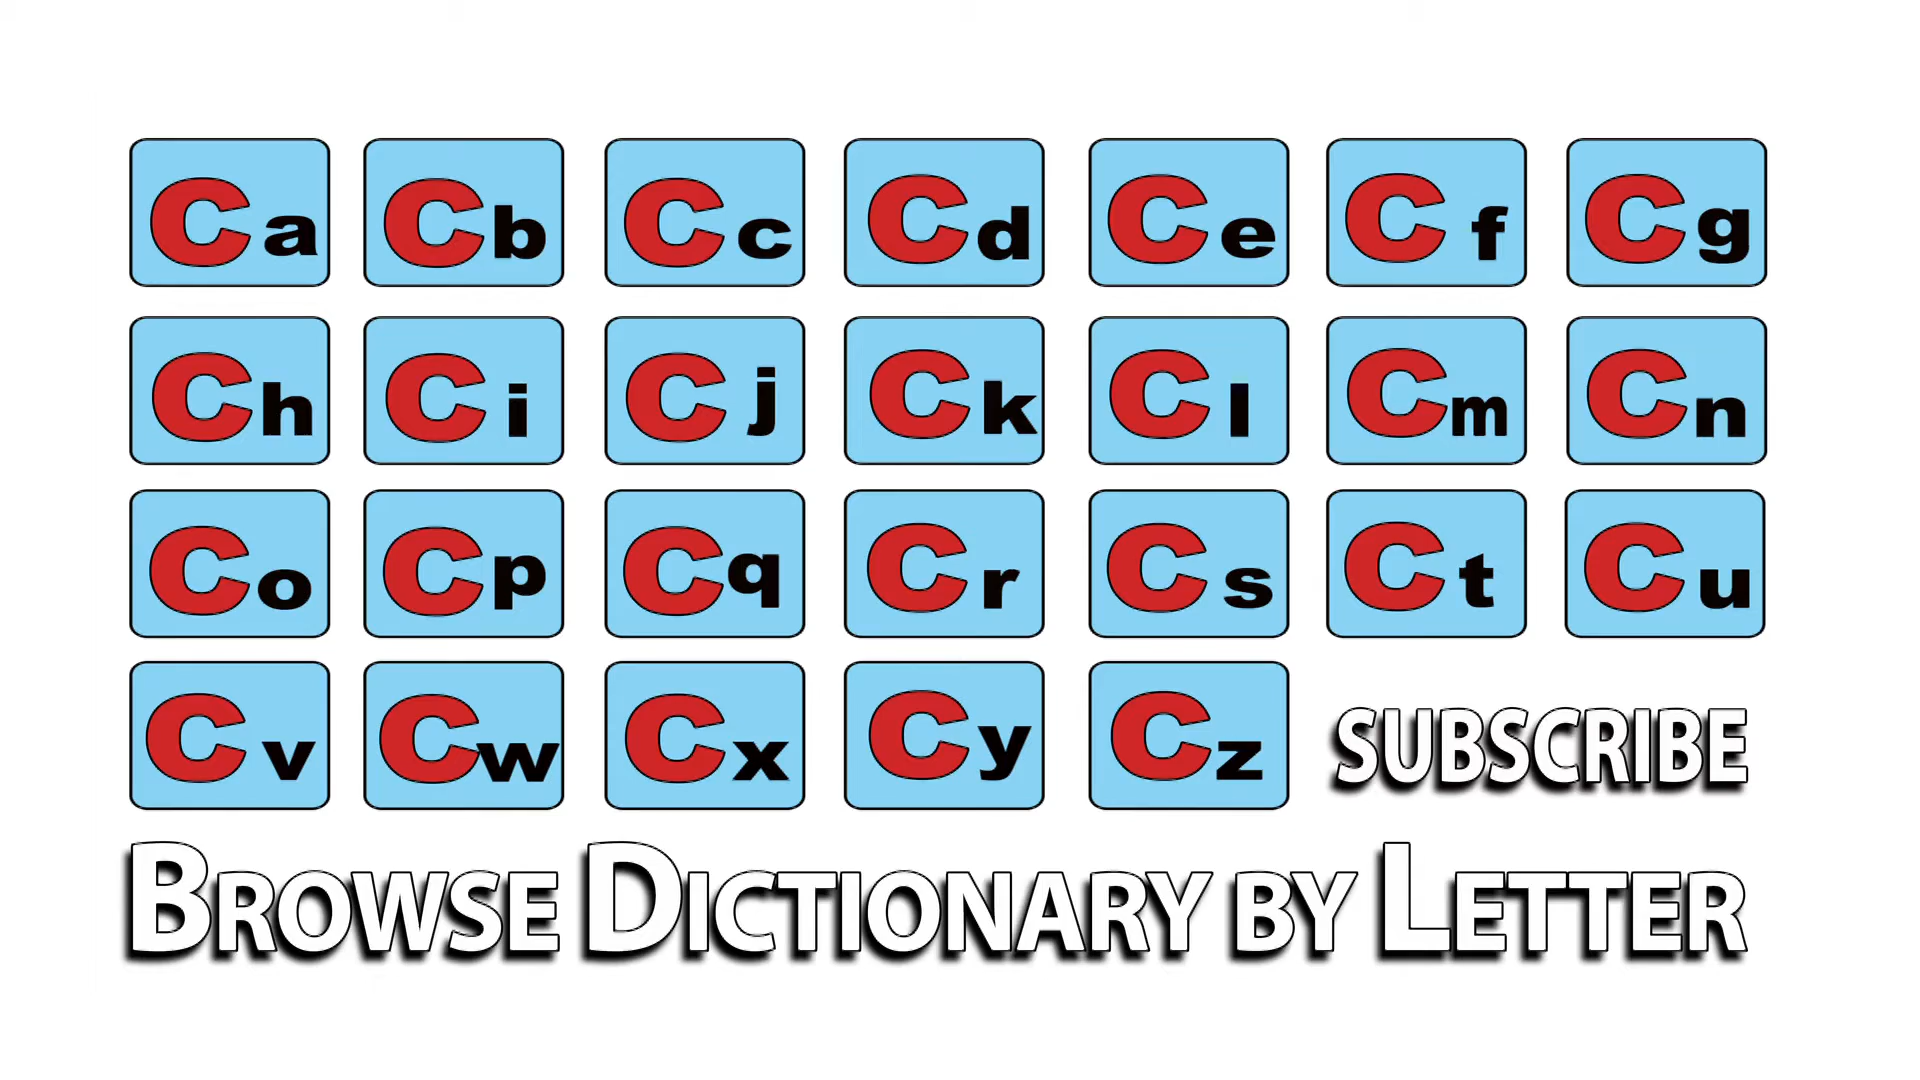 Ca Cb Cc Cd Ce Cf Cg
Ch Ci Cj Ck Cl Cm Cn
Co Cp Cq Cr Cs Ct Cu
Cv Cw Cx Cy Cz SUBSCRIBE
BROWSE DICTIONARY BY LETTER